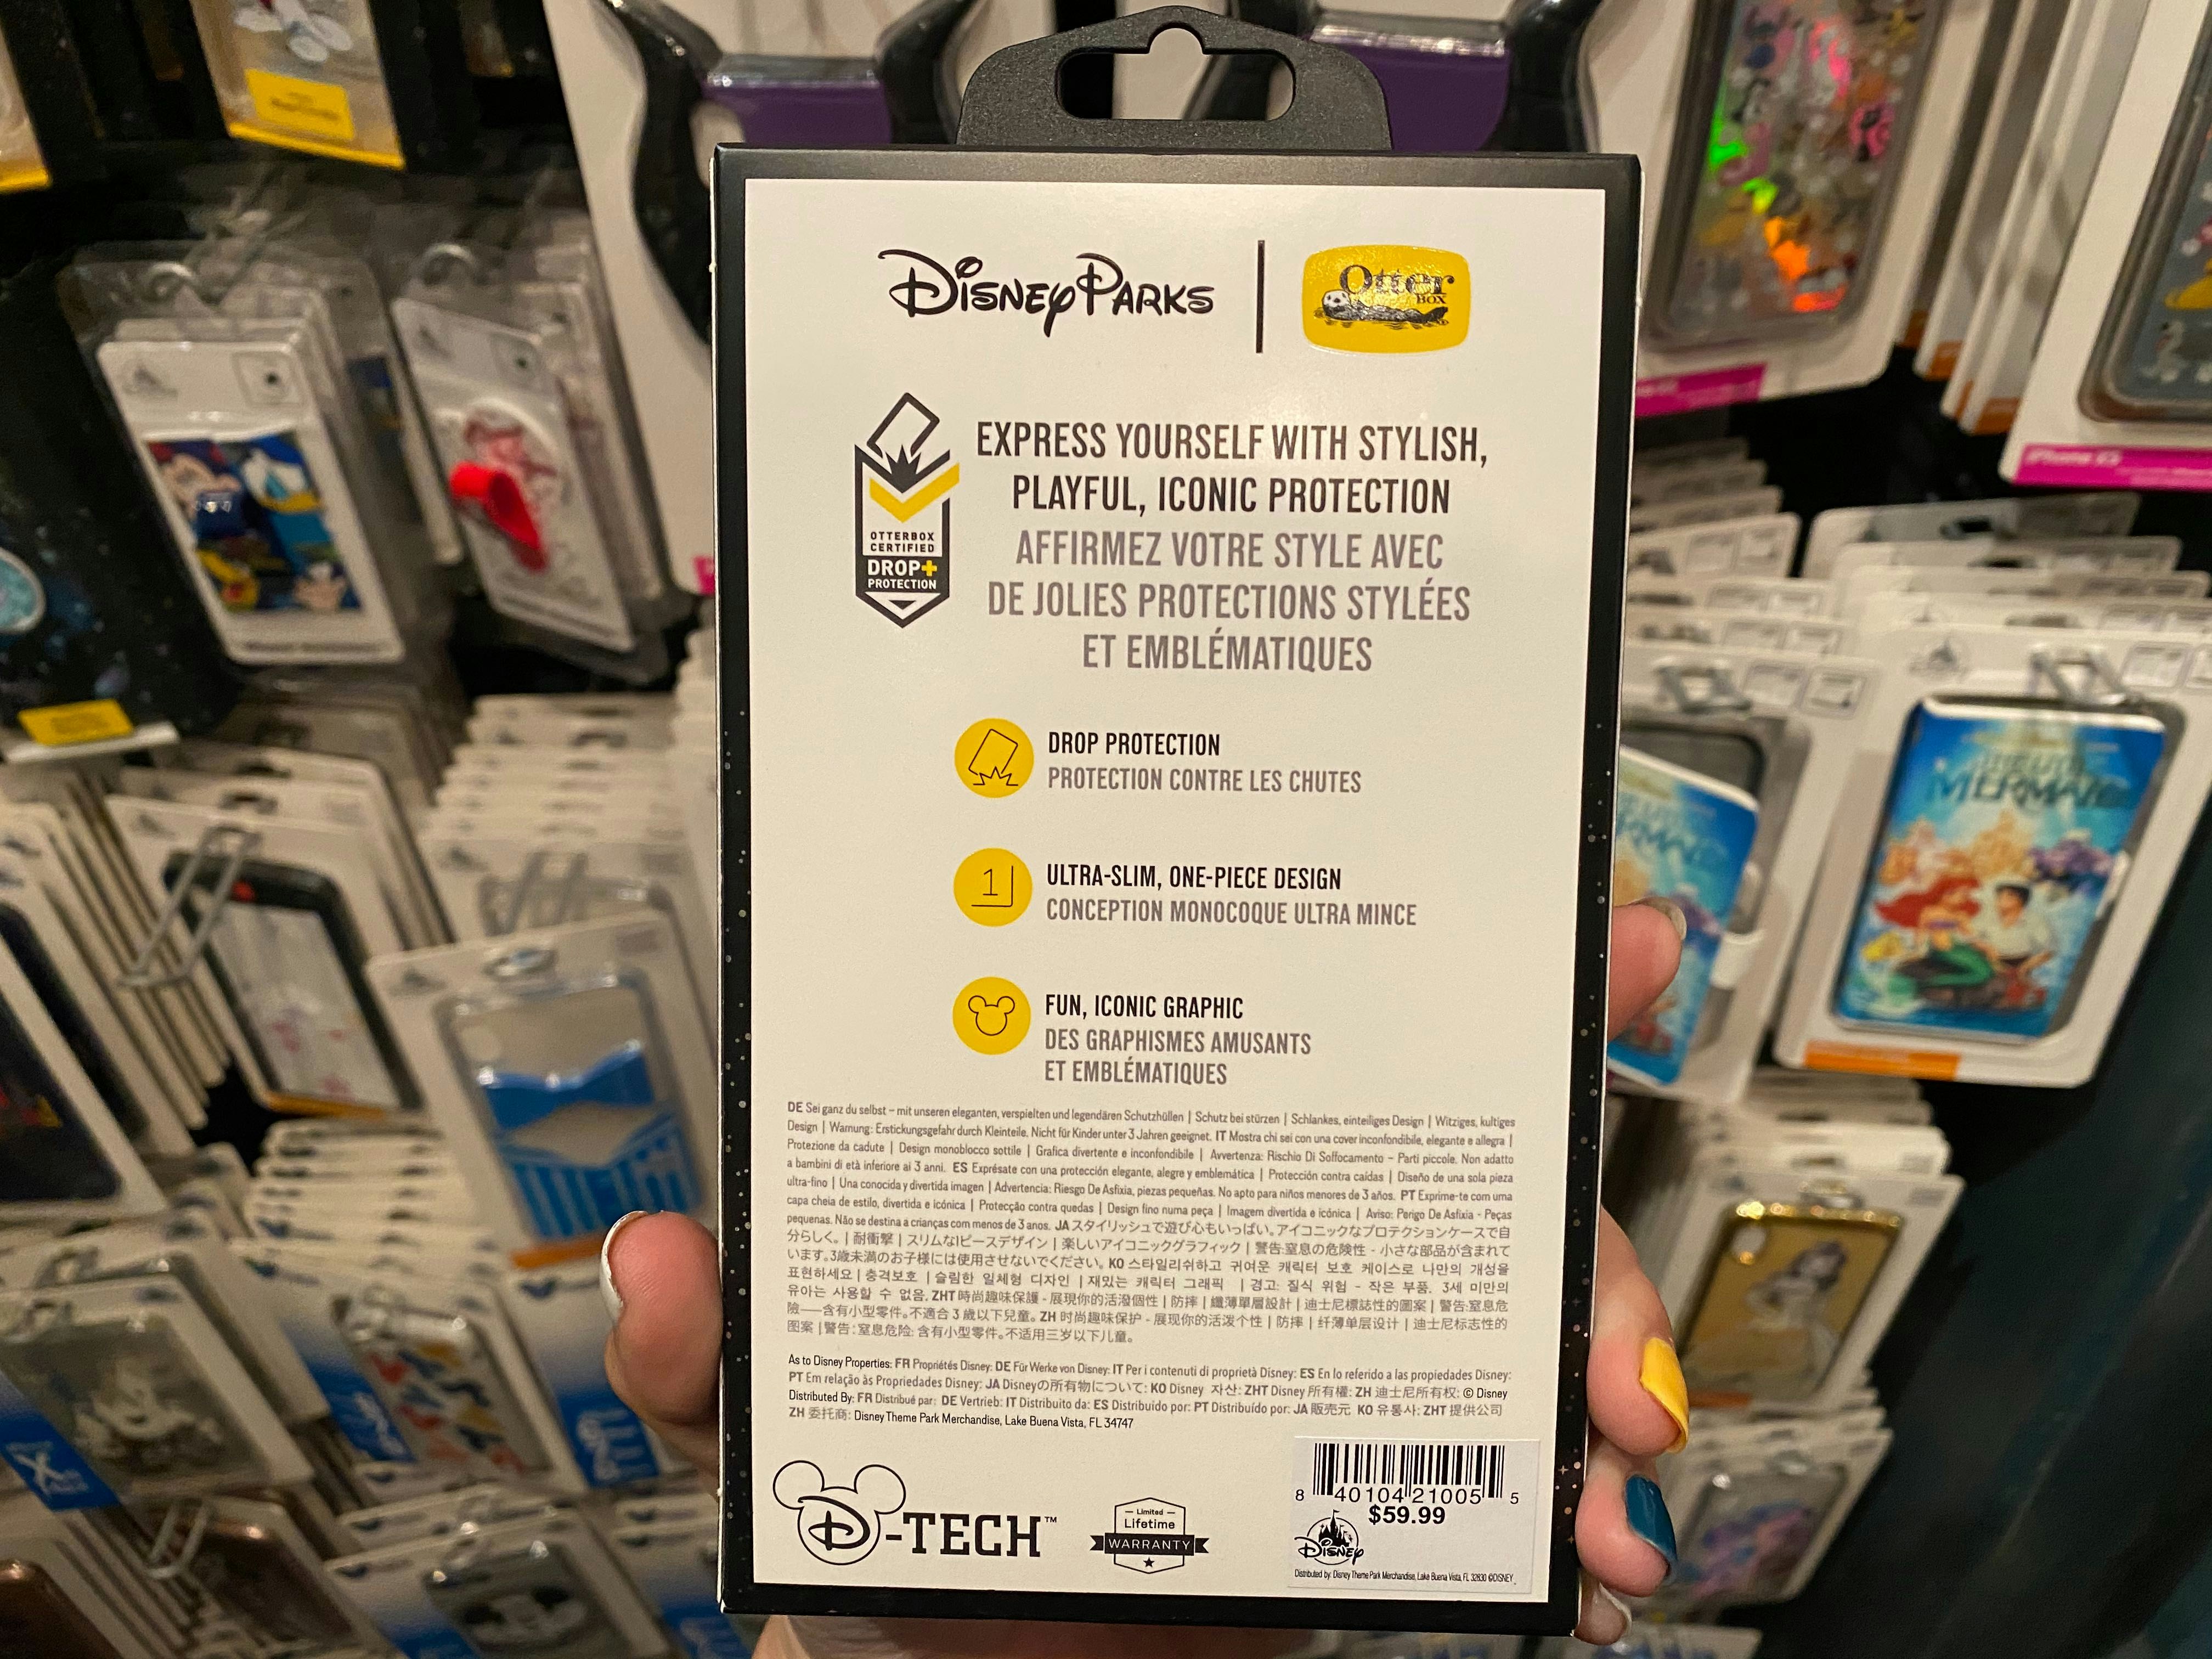 Disney Parks
Otter
BOX
EXPRESS YOURSELF WITH STYLISH,
PLAYFUL, ICONIC PROTECTION
AFFIRMEZ VOTRE STYLE AVEC
DE JOLIES PROTECTIONS STYLÉES
ET EMBLÉMATIQUES
OTTERBOX
CERTIFIED
DROP+
PROTECTION
DROP PROTECTION
PROTECTION CONTRE LES CHUTES
1
ULTRA-SLIM, ONE-PIECE DESIGN
CONCEPTION MONOCOQUE ULTRA MINCE
FUN, ICONIC GRAPHIC
DES GRAPHISMES AMUSANTS
ET EMBLÉMATIQUES
DE Sei ganz du selbst – mit unseren eleganten, verspielten und legendären Schutzhüllen | Schutz bei stürzen | Schlankes, einteiliges Design | Witziges, kultiges
Design | Warnung: Erstickungsgefahr durch Kleinteile. Nicht für Kinder unter 3 Jahren geeignet. IT Mostra chi sei con una cover inconfondibile, elegante e allegra |
Protezione da cadute | Design monoblocco sottile | Grafica divertente e inconfondibile | Avvertenza: Rischio Di Soffocamento – Parti piccole. Non adatto
a bambini di età inferiore ai 3 anni. ES Exprésate con una protección elegante, alegre y emblemática | Protección contra caídas | Diseño de una sola pieza
ultra-fino | Una conocida y divertida imagen | Advertencia: Riesgo De Asfixia, piezas pequeñas. No apto para niños menores de 3 años. PT Exprime-te com uma
capa cheia de estilo, divertida e icónica | Protecção contra quedas | Design fino numa peça | Imagem divertida e icónica | Aviso: Perigo De Asfixia - Peças
pequenas. Não se destina a crianças com menos de 3 anos. JA スタイリッシュで遊び心もいっぱい。アイコニックなプロテクションケースで自
分らしく。 | 耐衝撃 | スリムな1ピースデザイン | 楽しいアイコニックグラフィック | 警告:窒息の危険性 - 小さな部品が含まれて
います。3歳未満のお子様には使用させないでください。 KO 스타일리쉬하고 귀여운 캐릭터 보호 케이스로 나만의 개성을
표현하세요 | 충격보호 | 슬림한 일체형 디자인 | 재밌는 캐릭터 그래픽 | 경고: 질식 위험 - 작은 부품. 3세 미만의
유아는 사용할 수 없음. ZHT 時尚趣味保護 - 展現你的活潑個性 | 防摔 | 纖薄單層設計 | 迪士尼標誌性的圖案 | 警告:窒息危
險——含有小型零件。不適合 3 歲以下兒童。 ZH 时尚趣味保护 - 展现你的活泼个性 | 防摔 | 纤薄单层设计 | 迪士尼标志性的
图案 | 警告: 窒息危险: 含有小型零件。不适用三岁以下儿童。
As to Disney Properties: FR Propriétés Disney: DE Für Werke von Disney: IT Per i contenuti di proprietà Disney: ES En lo referido a las propiedades Disney:
PT Em relação às Propriedades Disney: JA Disneyの所有物について: KO Disney 자산: ZHT Disney 所有權: ZH 迪士尼所有权: © Disney
Distributed By: FR Distribué par: DE Vertrieb: IT Distribuito da: ES Distribuido por: PT Distribuído por: JA 販売元 KO 유통사: ZHT 提供公司
ZH 委托商: Disney Theme Park Merchandise, Lake Buena Vista, FL 34747
D-TECH™
Limited
Lifetime
WARRANTY
8 40104 21005 5
$59.99
Disney
Distributed by: Disney Theme Park Merchandise, Lake Buena Vista, FL 32830 ©DISNEY
MERMAID